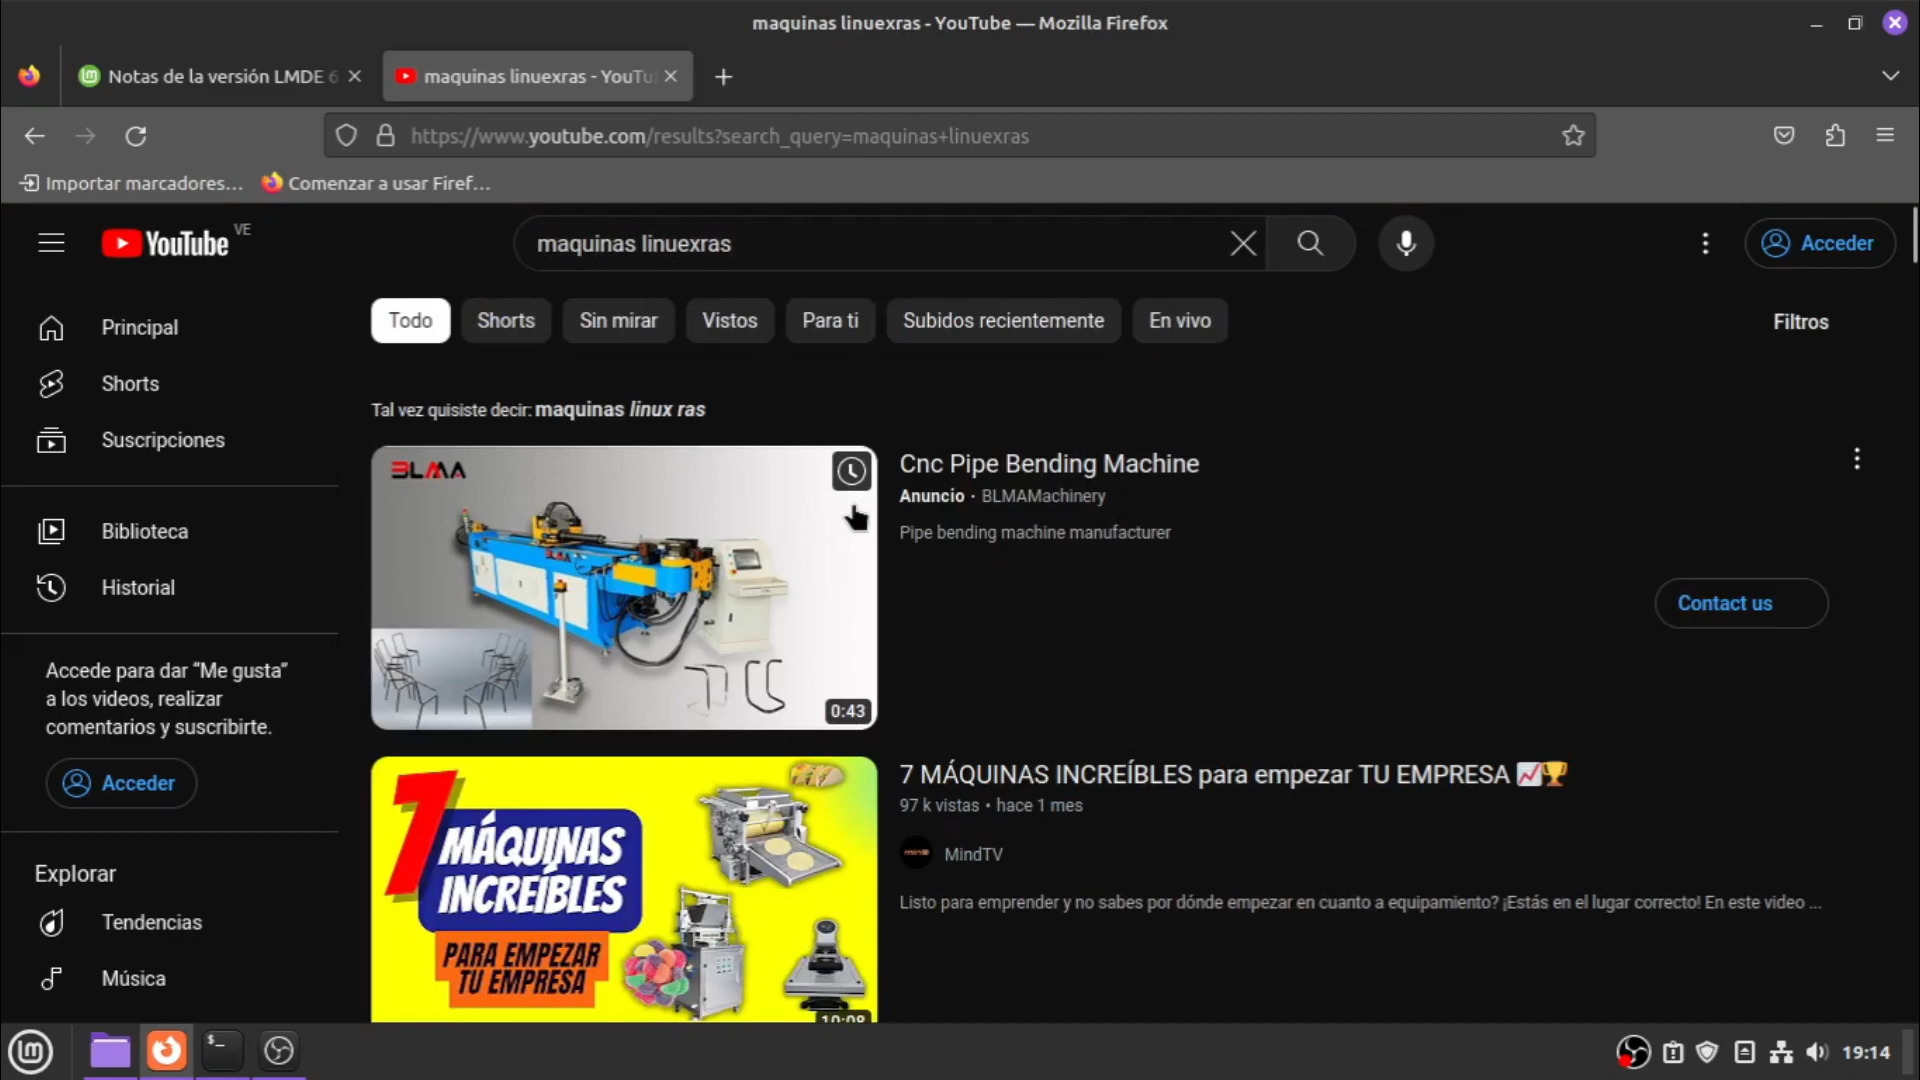 maquinas linuexras - YouTube — Mozilla Firefox
Notas de la versión LMDE 6
maquinas linuexras - YouTu
https://www.youtube.com/results?search_query=maquinas+linuexras
Importar marcadores...
Comenzar a usar Firef...
YouTube VE
maquinas linuexras
Acceder
Principal
Shorts
Suscripciones
Biblioteca
Historial
Accede para dar “Me gusta”
a los videos, realizar
comentarios y suscribirte.
Acceder
Explorar
Tendencias
Música
Todo
Shorts
Sin mirar
Vistos
Para ti
Subidos recientemente
En vivo
Filtros
Tal vez quisiste decir: maquinas linux ras
BLMA
0:43
Cnc Pipe Bending Machine
Anuncio · BLMAMachinery
Pipe bending machine manufacturer
Contact us
7 MÁQUINAS
INCREÍBLES
PARA EMPEZAR
TU EMPRESA
10:08
7 MÁQUINAS INCREÍBLES para empezar TU EMPRESA 📈🏆
97 k vistas • hace 1 mes
MindTV
Listo para emprender y no sabes por dónde empezar en cuanto a equipamiento? ¡Estás en el lugar correcto! En este video ...
19:14